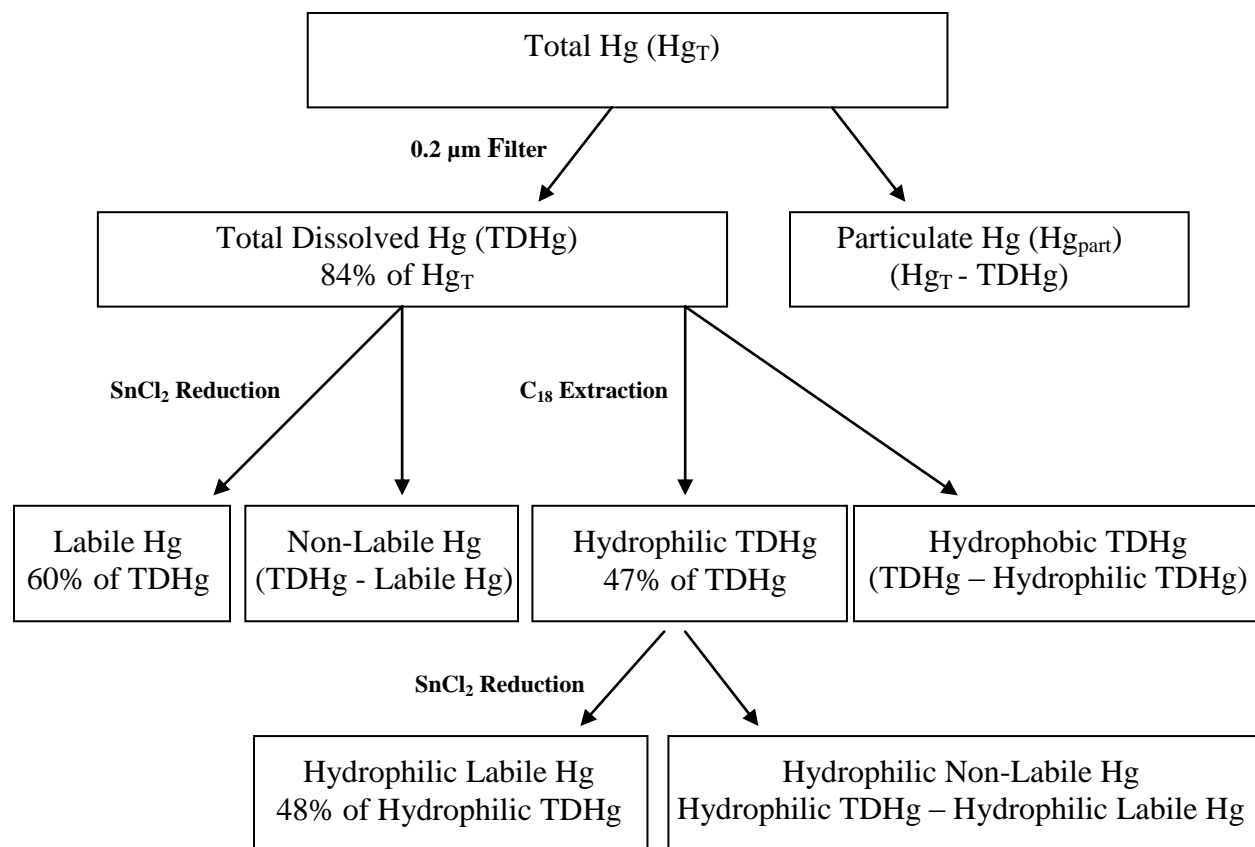 Total Hg (Hg_T)
0.2 µm Filter
Total Dissolved Hg (TDHg)
84% of Hg_T
Particulate Hg (Hg_part)
(Hg_T - TDHg)
SnCl₂ Reduction
C₁₈ Extraction
Labile Hg
60% of TDHg
Non-Labile Hg
(TDHg - Labile Hg)
Hydrophilic TDHg
47% of TDHg
Hydrophobic TDHg
(TDHg – Hydrophilic TDHg)
SnCl₂ Reduction
Hydrophilic Labile Hg
48% of Hydrophilic TDHg
Hydrophilic Non-Labile Hg
Hydrophilic TDHg – Hydrophilic Labile Hg